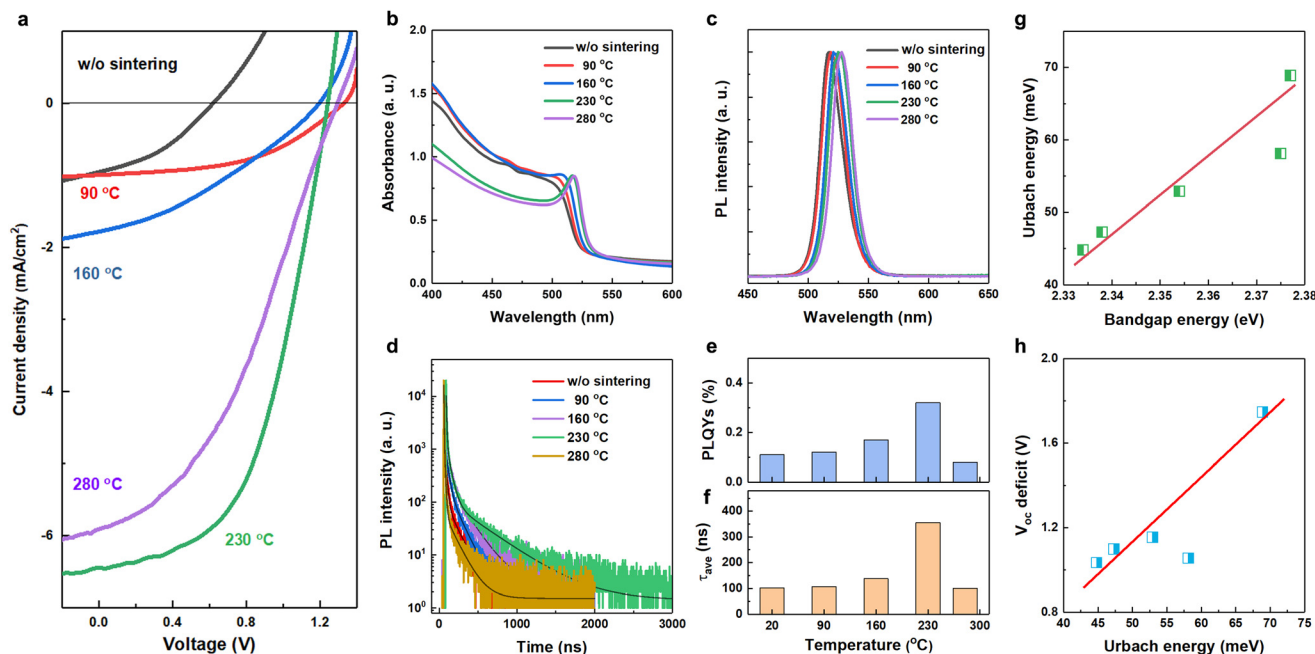 a
w/o sintering
90 °C
160 °C
280 °C
230 °C
0
-2
-4
-6
0.0 0.4 0.8 1.2
Current density (mA/cm²)
Voltage (V)
b
w/o sintering
90 °C
160 °C
230 °C
280 °C
2.0
1.5
1.0
0.5
0.0
400 450 500 550 600
Absorbance (a. u.)
Wavelength (nm)
c
w/o sintering
90 °C
160 °C
230 °C
280 °C
450 500 550 600 650
PL intensity (a. u.)
Wavelength (nm)
d
w/o sintering
90 °C
160 °C
230 °C
280 °C
10⁴
10³
10²
10¹
10⁰
0 500 1000 1500 2000 2500 3000
PL intensity (a. u.)
Time (ns)
e
0.4
0.2
0.0
PLQYs (%)
f
400
300
200
100
0
20 90 160 230 300
τave (ns)
Temperature (°C)
g
70
60
50
40
2.33 2.34 2.35 2.36 2.37 2.38
Urbach energy (meV)
Bandgap energy (eV)
h
2.0
1.6
1.2
0.8
40 45 50 55 60 65 70 75
Voc deficit (V)
Urbach energy (meV)